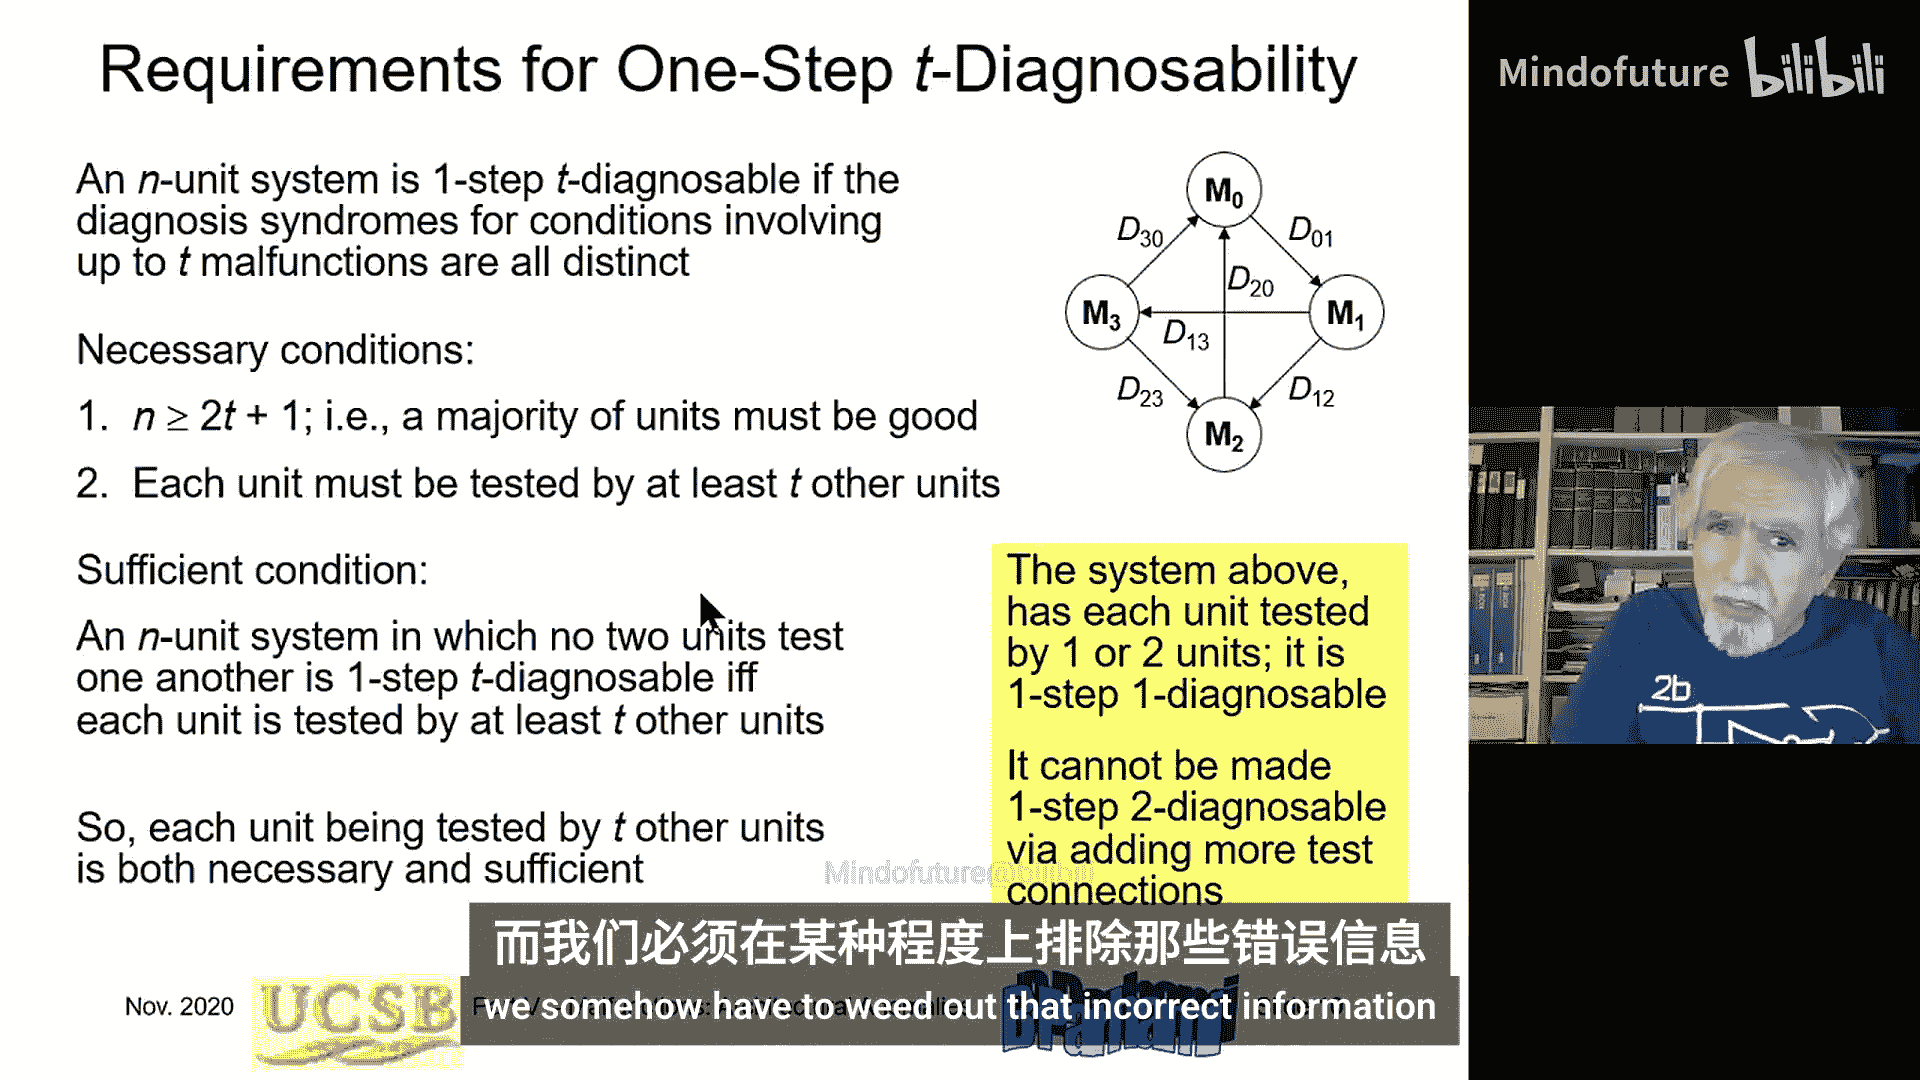 Requirements for One-Step t-Diagnosability
An n-unit system is 1-step t-diagnosable if the
diagnosis syndromes for conditions involving
up to t malfunctions are all distinct
Necessary conditions:
1. n ≥ 2t + 1; i.e., a majority of units must be good
2. Each unit must be tested by at least t other units
Sufficient condition:
An n-unit system in which no two units test
one another is 1-step t-diagnosable iff
each unit is tested by at least t other units
So, each unit being tested by t other units
is both necessary and sufficient
M0
D30
D01
D20
M3
M1
D13
D23
D12
M2
The system above,
has each unit tested
by 1 or 2 units; it is
1-step 1-diagnosable
It cannot be made
1-step 2-diagnosable
via adding more test
connections
Mindofuture@bilibili
而我们必须在某种程度上排除那些错误信息
we somehow have to weed out that incorrect information
Nov. 2020
UCSB
BParhami
Mindofuture bilibili
2b